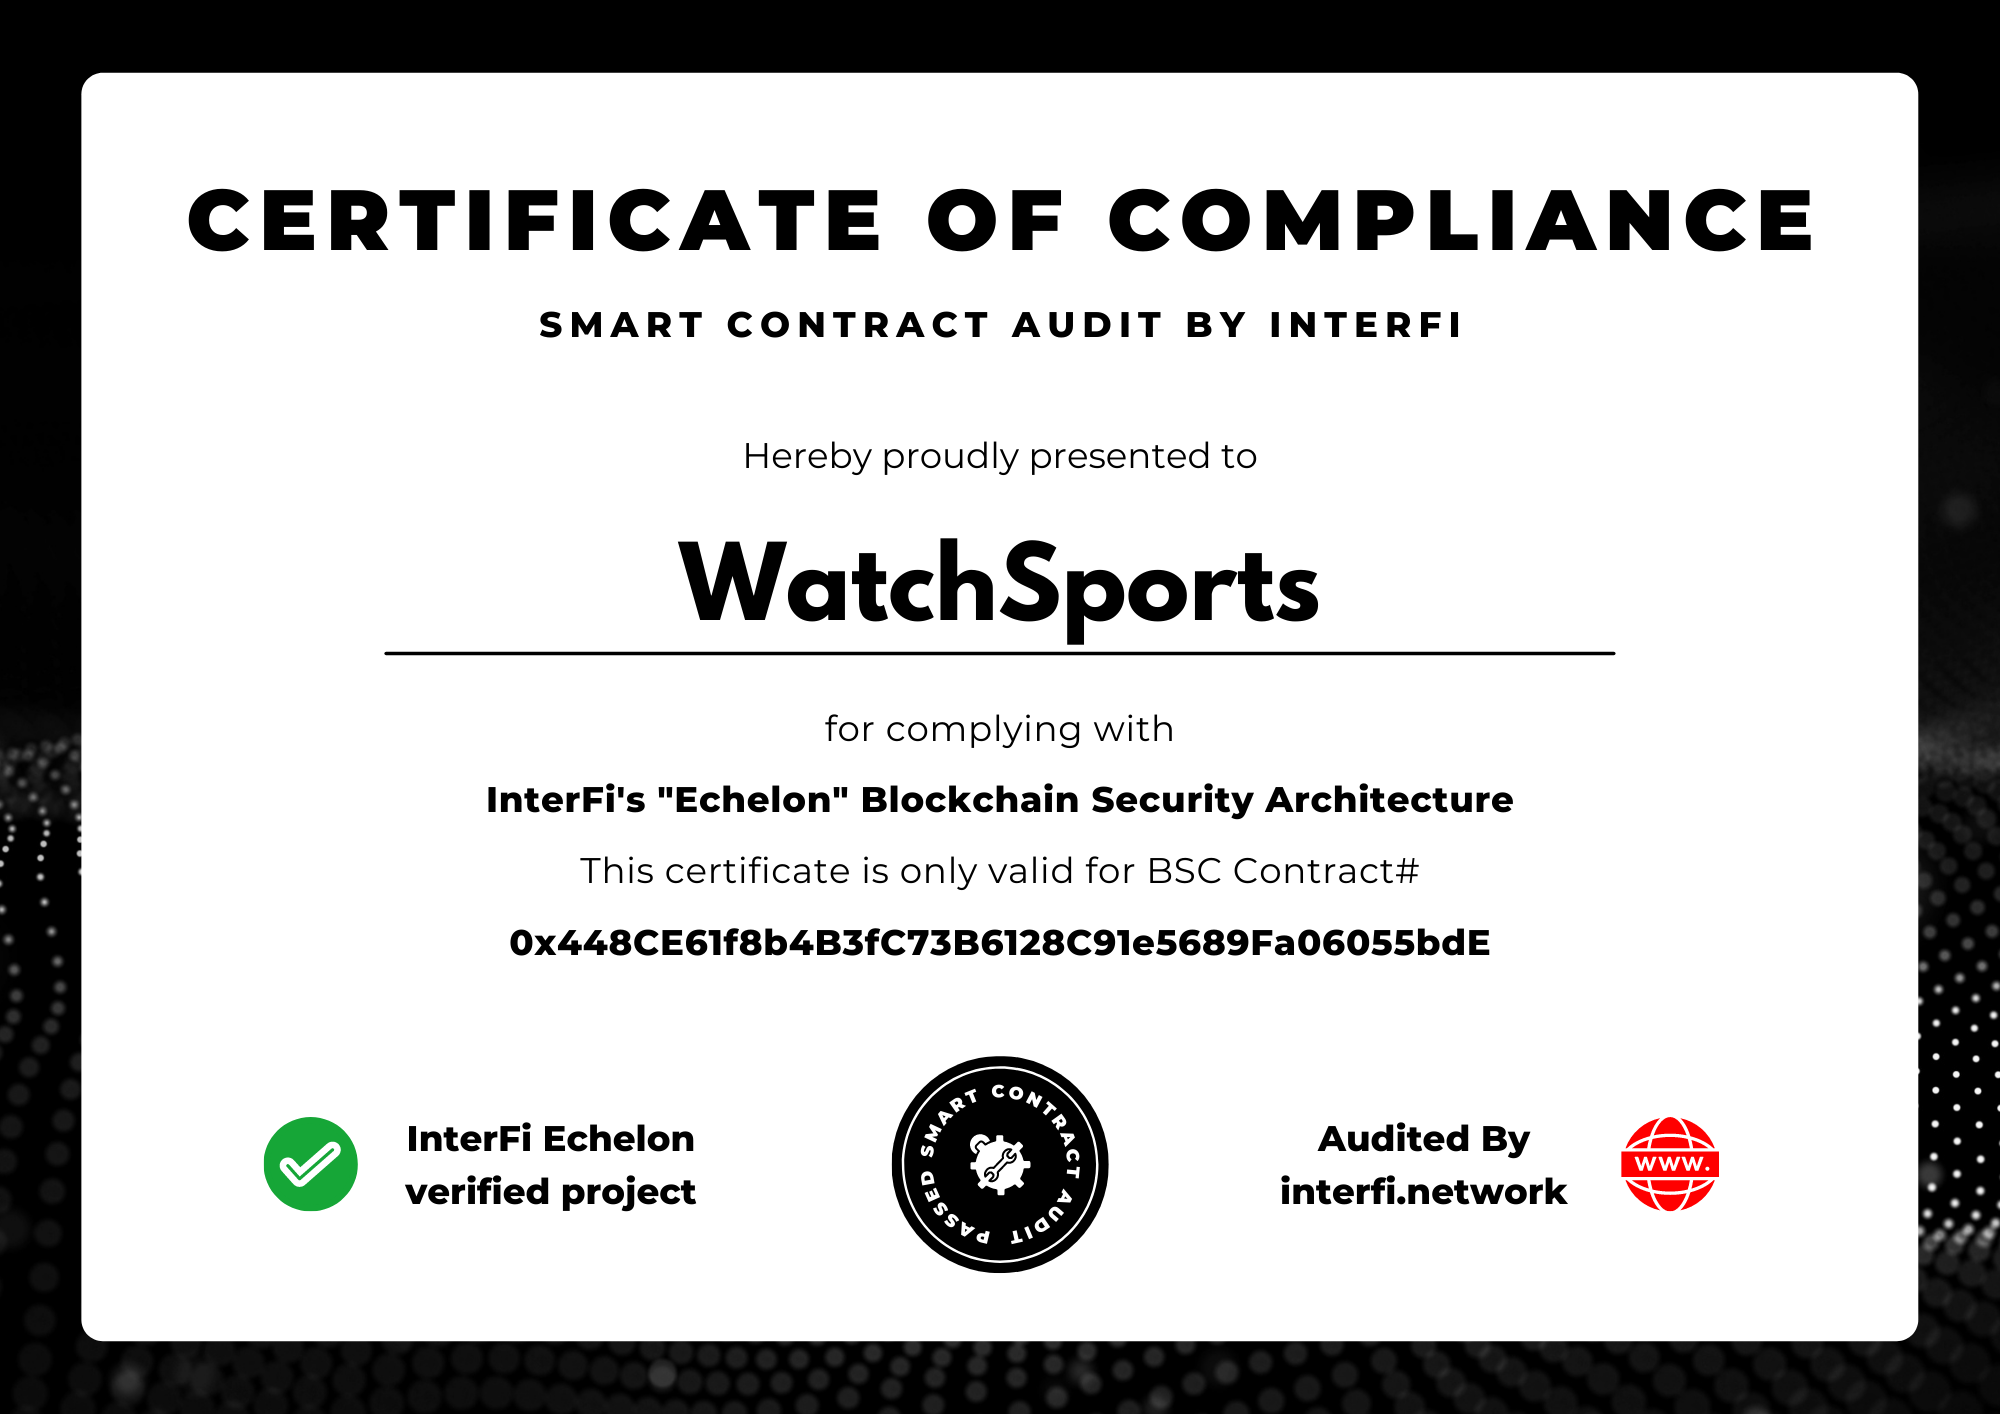 CERTIFICATE OF COMPLIANCE
SMART CONTRACT AUDIT BY INTERFI
Hereby proudly presented to
WatchSports
for complying with
InterFi's "Echelon" Blockchain Security Architecture
This certificate is only valid for BSC Contract#
0x448CE61f8b4B3fC73B6128C91e5689Fa06055bdE
InterFi Echelon
verified project
PASSED SMART CONTRACT AUDIT
Audited By
interfi.network
www.